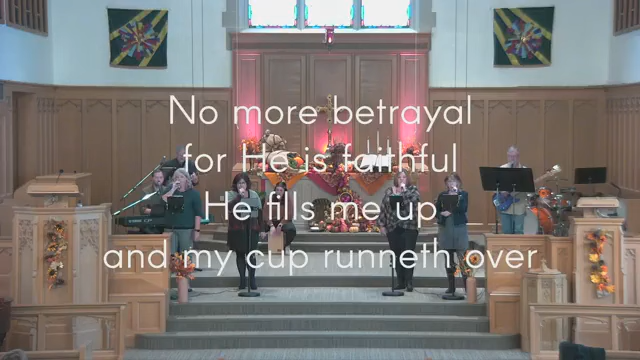 No more betrayal
for He is faithful
He fills me up
and my cup runneth over